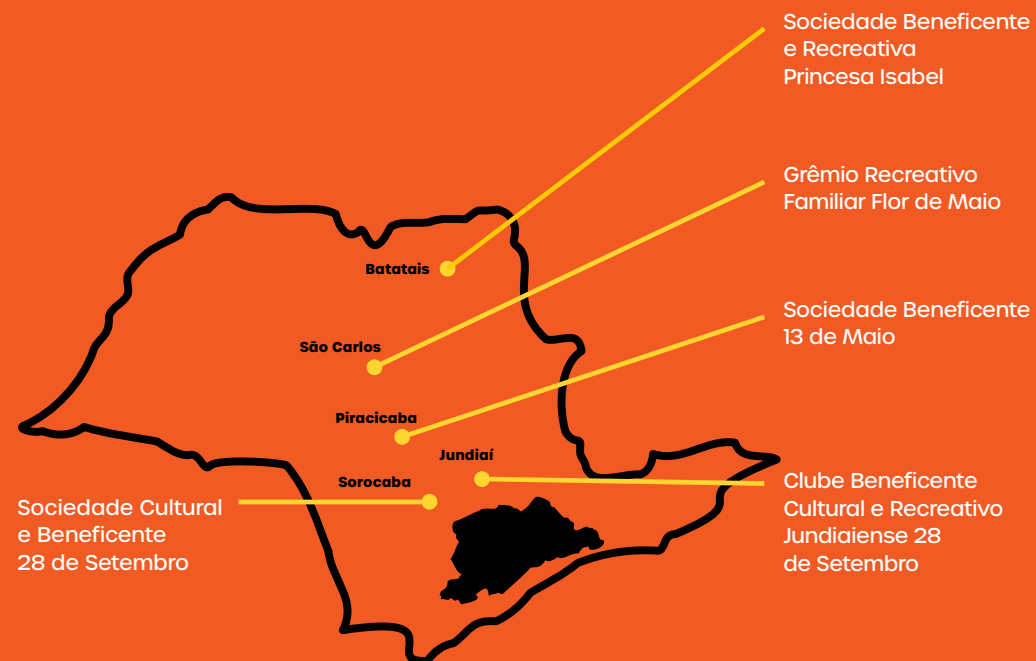 Sociedade Beneficente
e Recreativa
Princesa Isabel
Grêmio Recreativo
Familiar Flor de Maio
Batatais
Sociedade Beneficente
13 de Maio
São Carlos
Piracicaba
Jundiaí
Sorocaba
Clube Beneficente
Cultural e Recreativo
Jundiaiense 28
de Setembro
Sociedade Cultural
e Beneficente
28 de Setembro